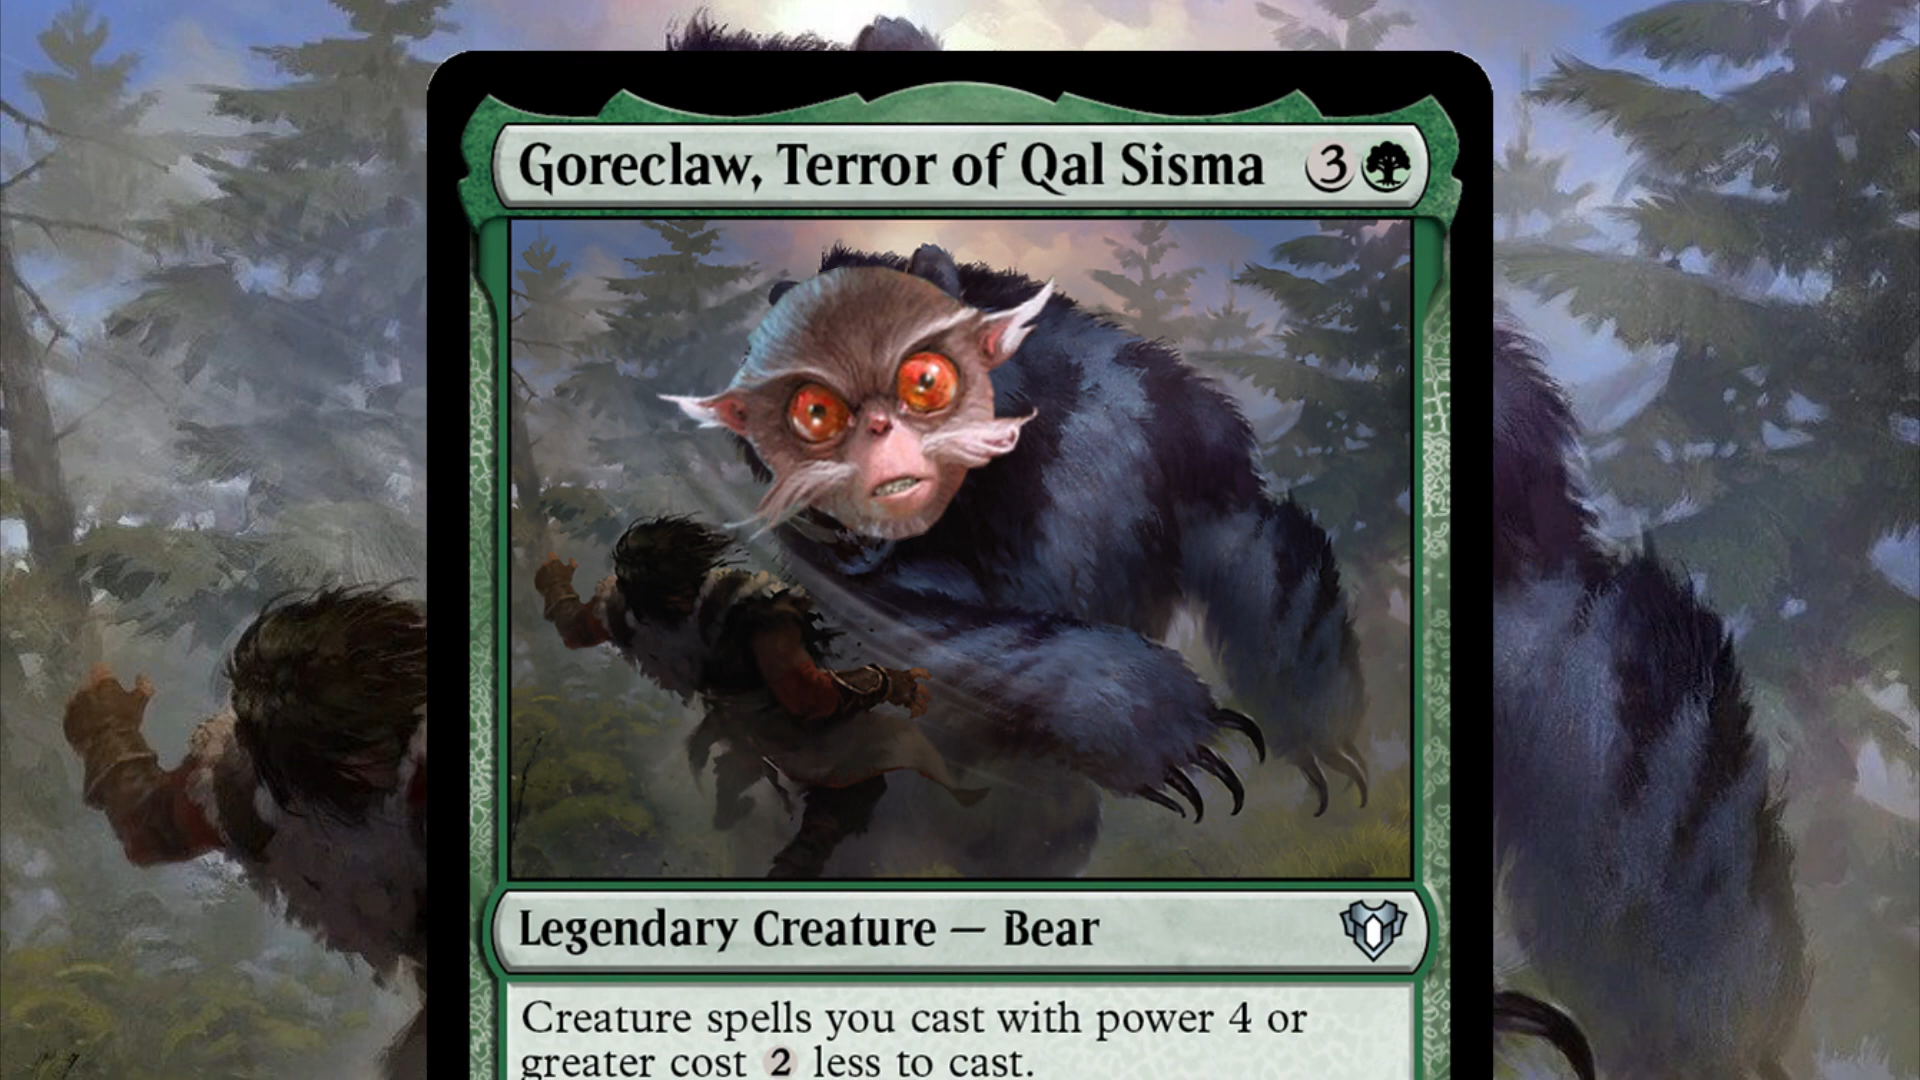 Goreclaw, Terror of Qal Sisma 3
Legendary Creature — Bear
Creature spells you cast with power 4 or
greater cost 2 less to cast.